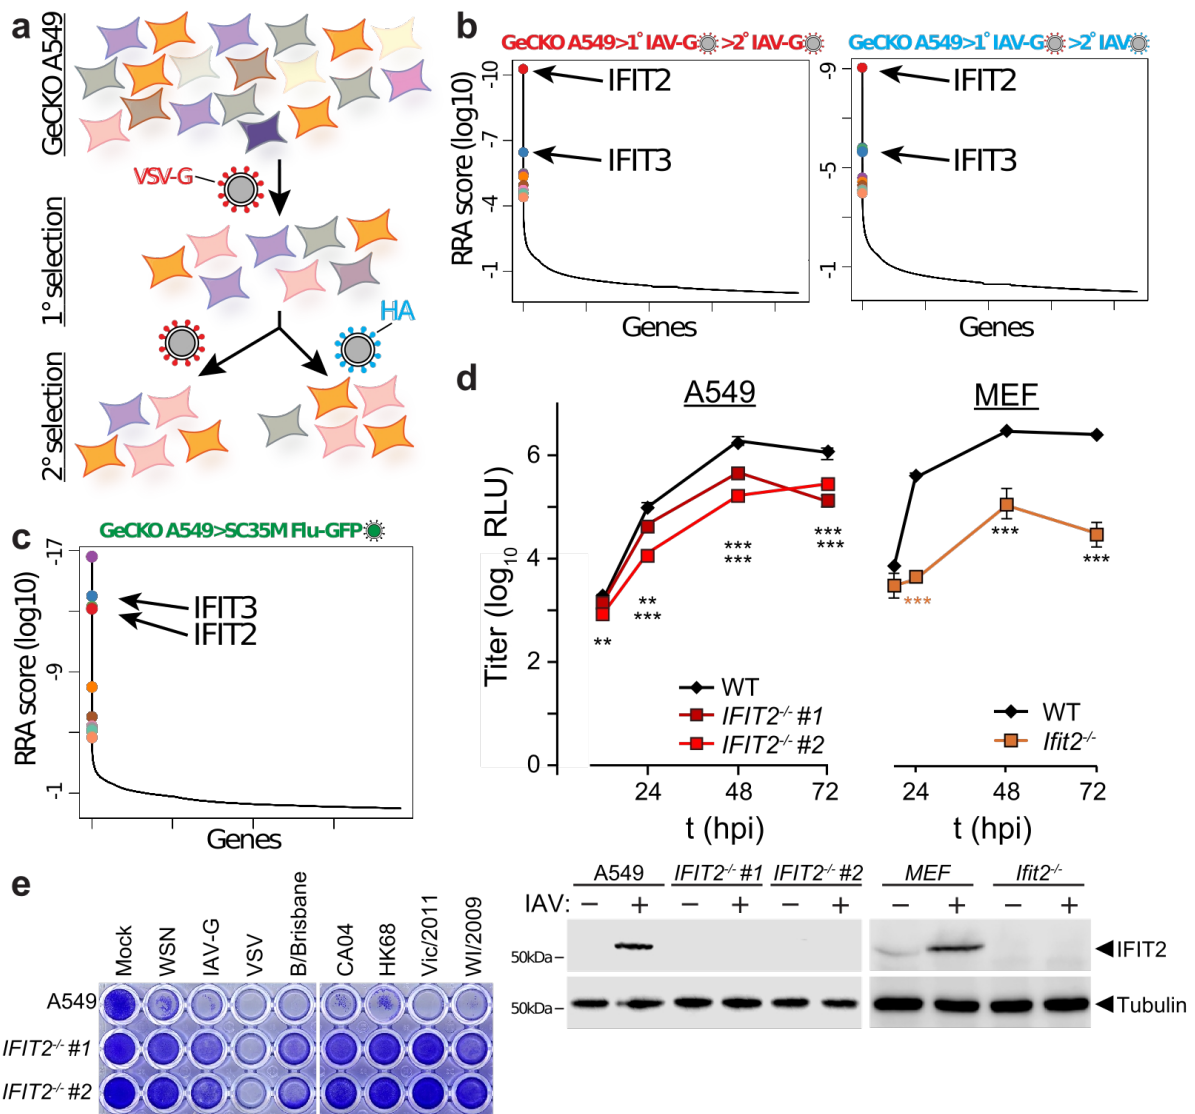 a
GeCKO A549
VSV-G
1° selection
HA
2° selection
b
GeCKO A549>1° IAV-G >2° IAV-G
RRA score (log10)
-10
-7
-4
-1
IFIT2
IFIT3
Genes
GeCKO A549>1° IAV-G >2° IAV
-9
-5
-1
IFIT2
IFIT3
Genes
c
GeCKO A549>SC35M Flu-GFP
RRA score (log10)
-17
-9
-1
IFIT3
IFIT2
Genes
d
A549
MEF
Titer (log10 RLU)
6
4
2
0
**
**
***
***
***
***
***
WT
IFIT2-/- #1
IFIT2-/- #2
24 48 72
t (hpi)
***
***
***
WT
Ifit2-/-
24 48 72
t (hpi)
A549 IFIT2-/- #1 IFIT2-/- #2 MEF Ifit2-/-
IAV: − + − + − + − + − +
50kDa
IFIT2
50kDa
Tubulin
e
Mock WSN IAV-G VSV B/Brisbane CA04 HK68 Vic/2011 WI/2009
A549
IFIT2-/- #1
IFIT2-/- #2